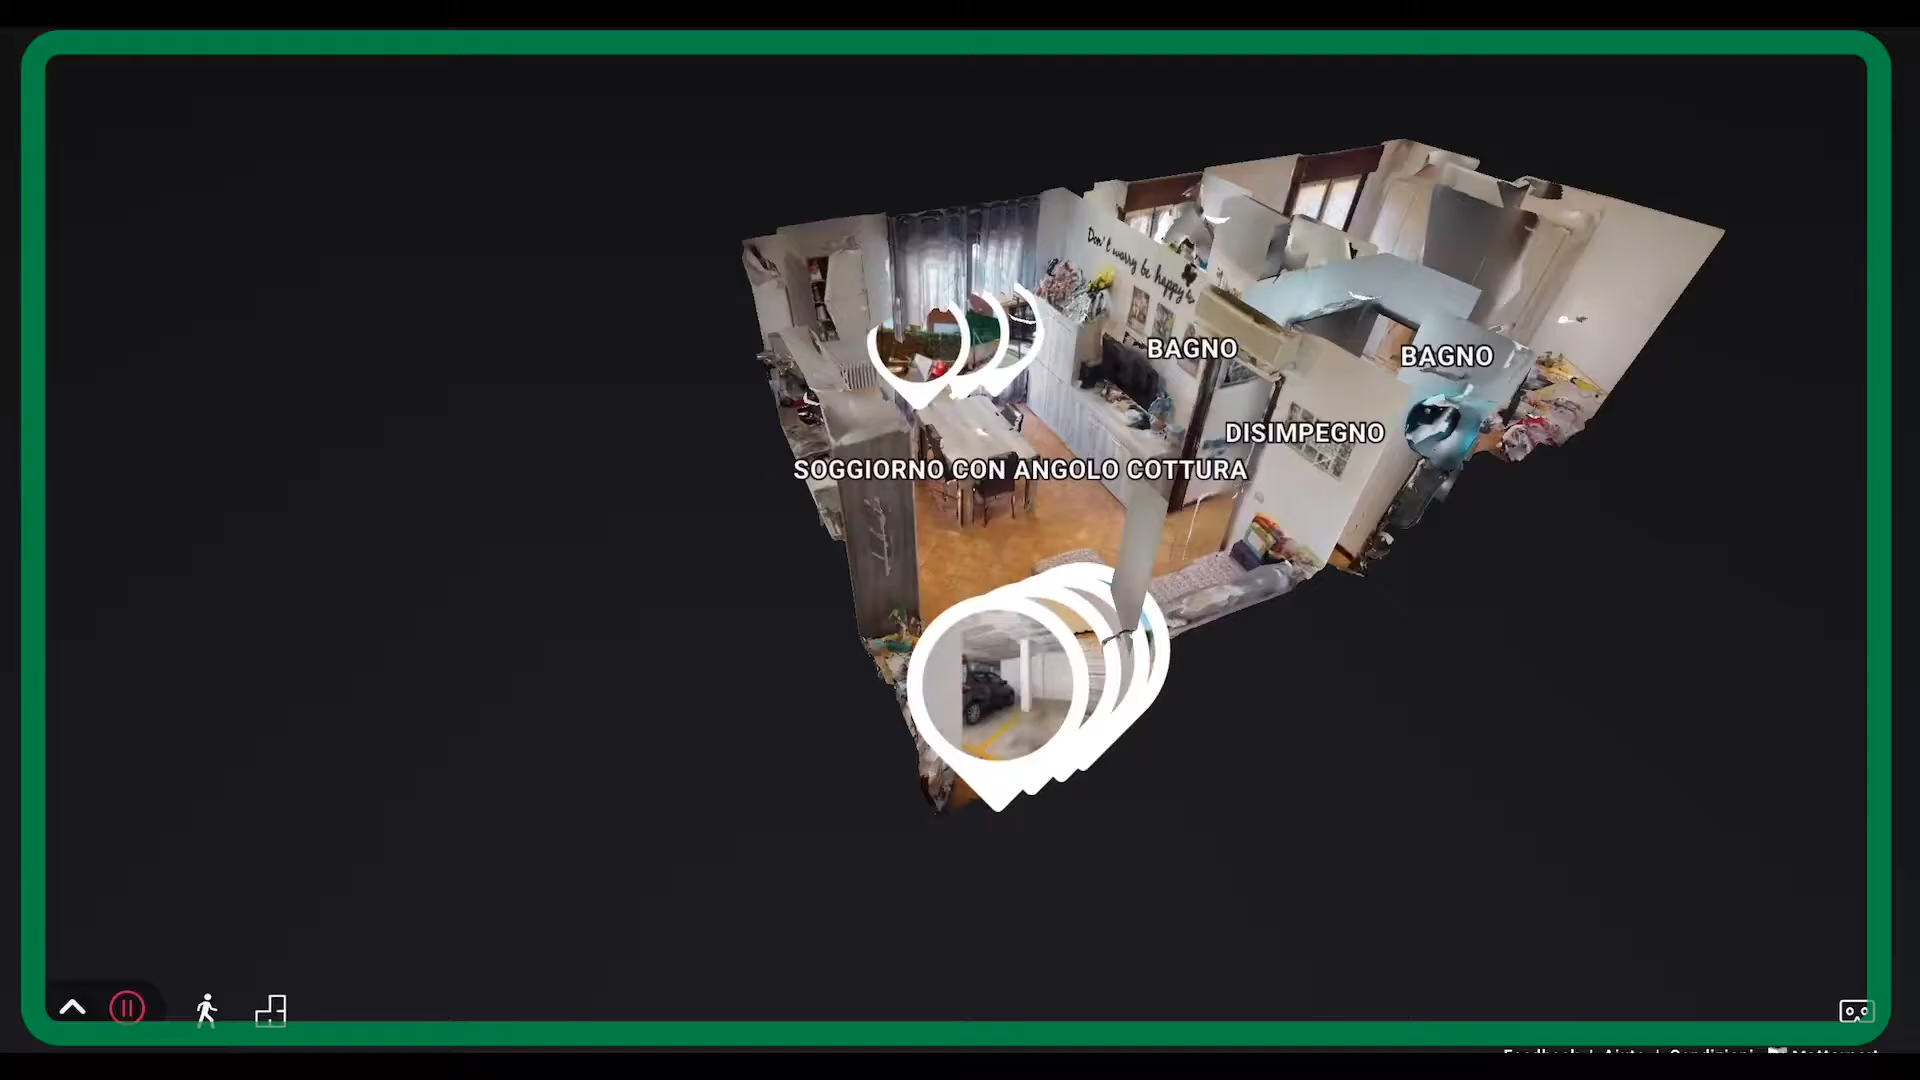 Don't worry be happy
BAGNO
BAGNO
DISIMPEGNO
SOGGIORNO CON ANGOLO COTTURA